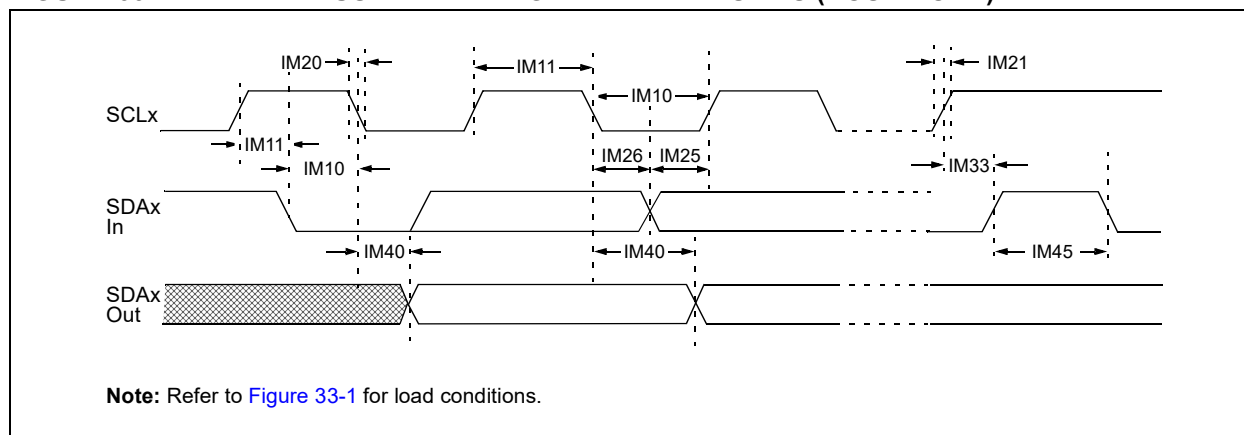 IM20
IM11
IM21
IM10
SCLx
IM11
IM26
IM25
IM10
IM33
SDAx
In
IM40
IM40
IM45
SDAx
Out
Note: Refer to Figure 33-1 for load conditions.